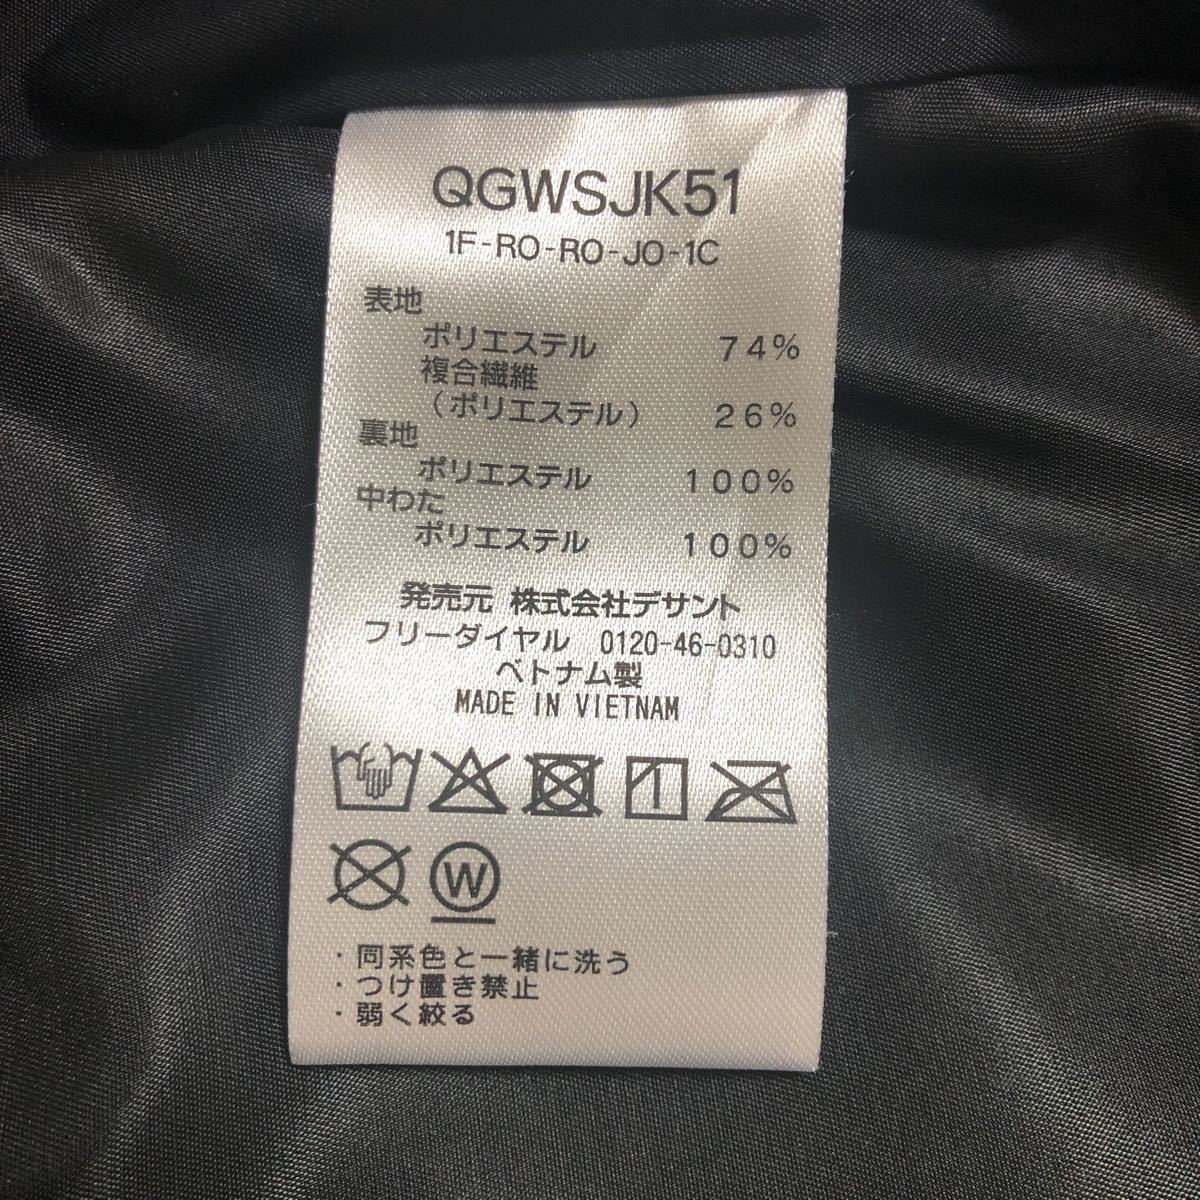 QGWSJK51
1F-RO-RO-JO-1C
表地
ポリエステル 74%
複合繊維
(ポリエステル) 26%
裏地
ポリエステル 100%
中わた
ポリエステル 100%
発売元 株式会社デサント
フリーダイヤル 0120-46-0310
ベトナム製
MADE IN VIETNAM
W
・同系色と一緒に洗う
・つけ置き禁止
・弱く絞る